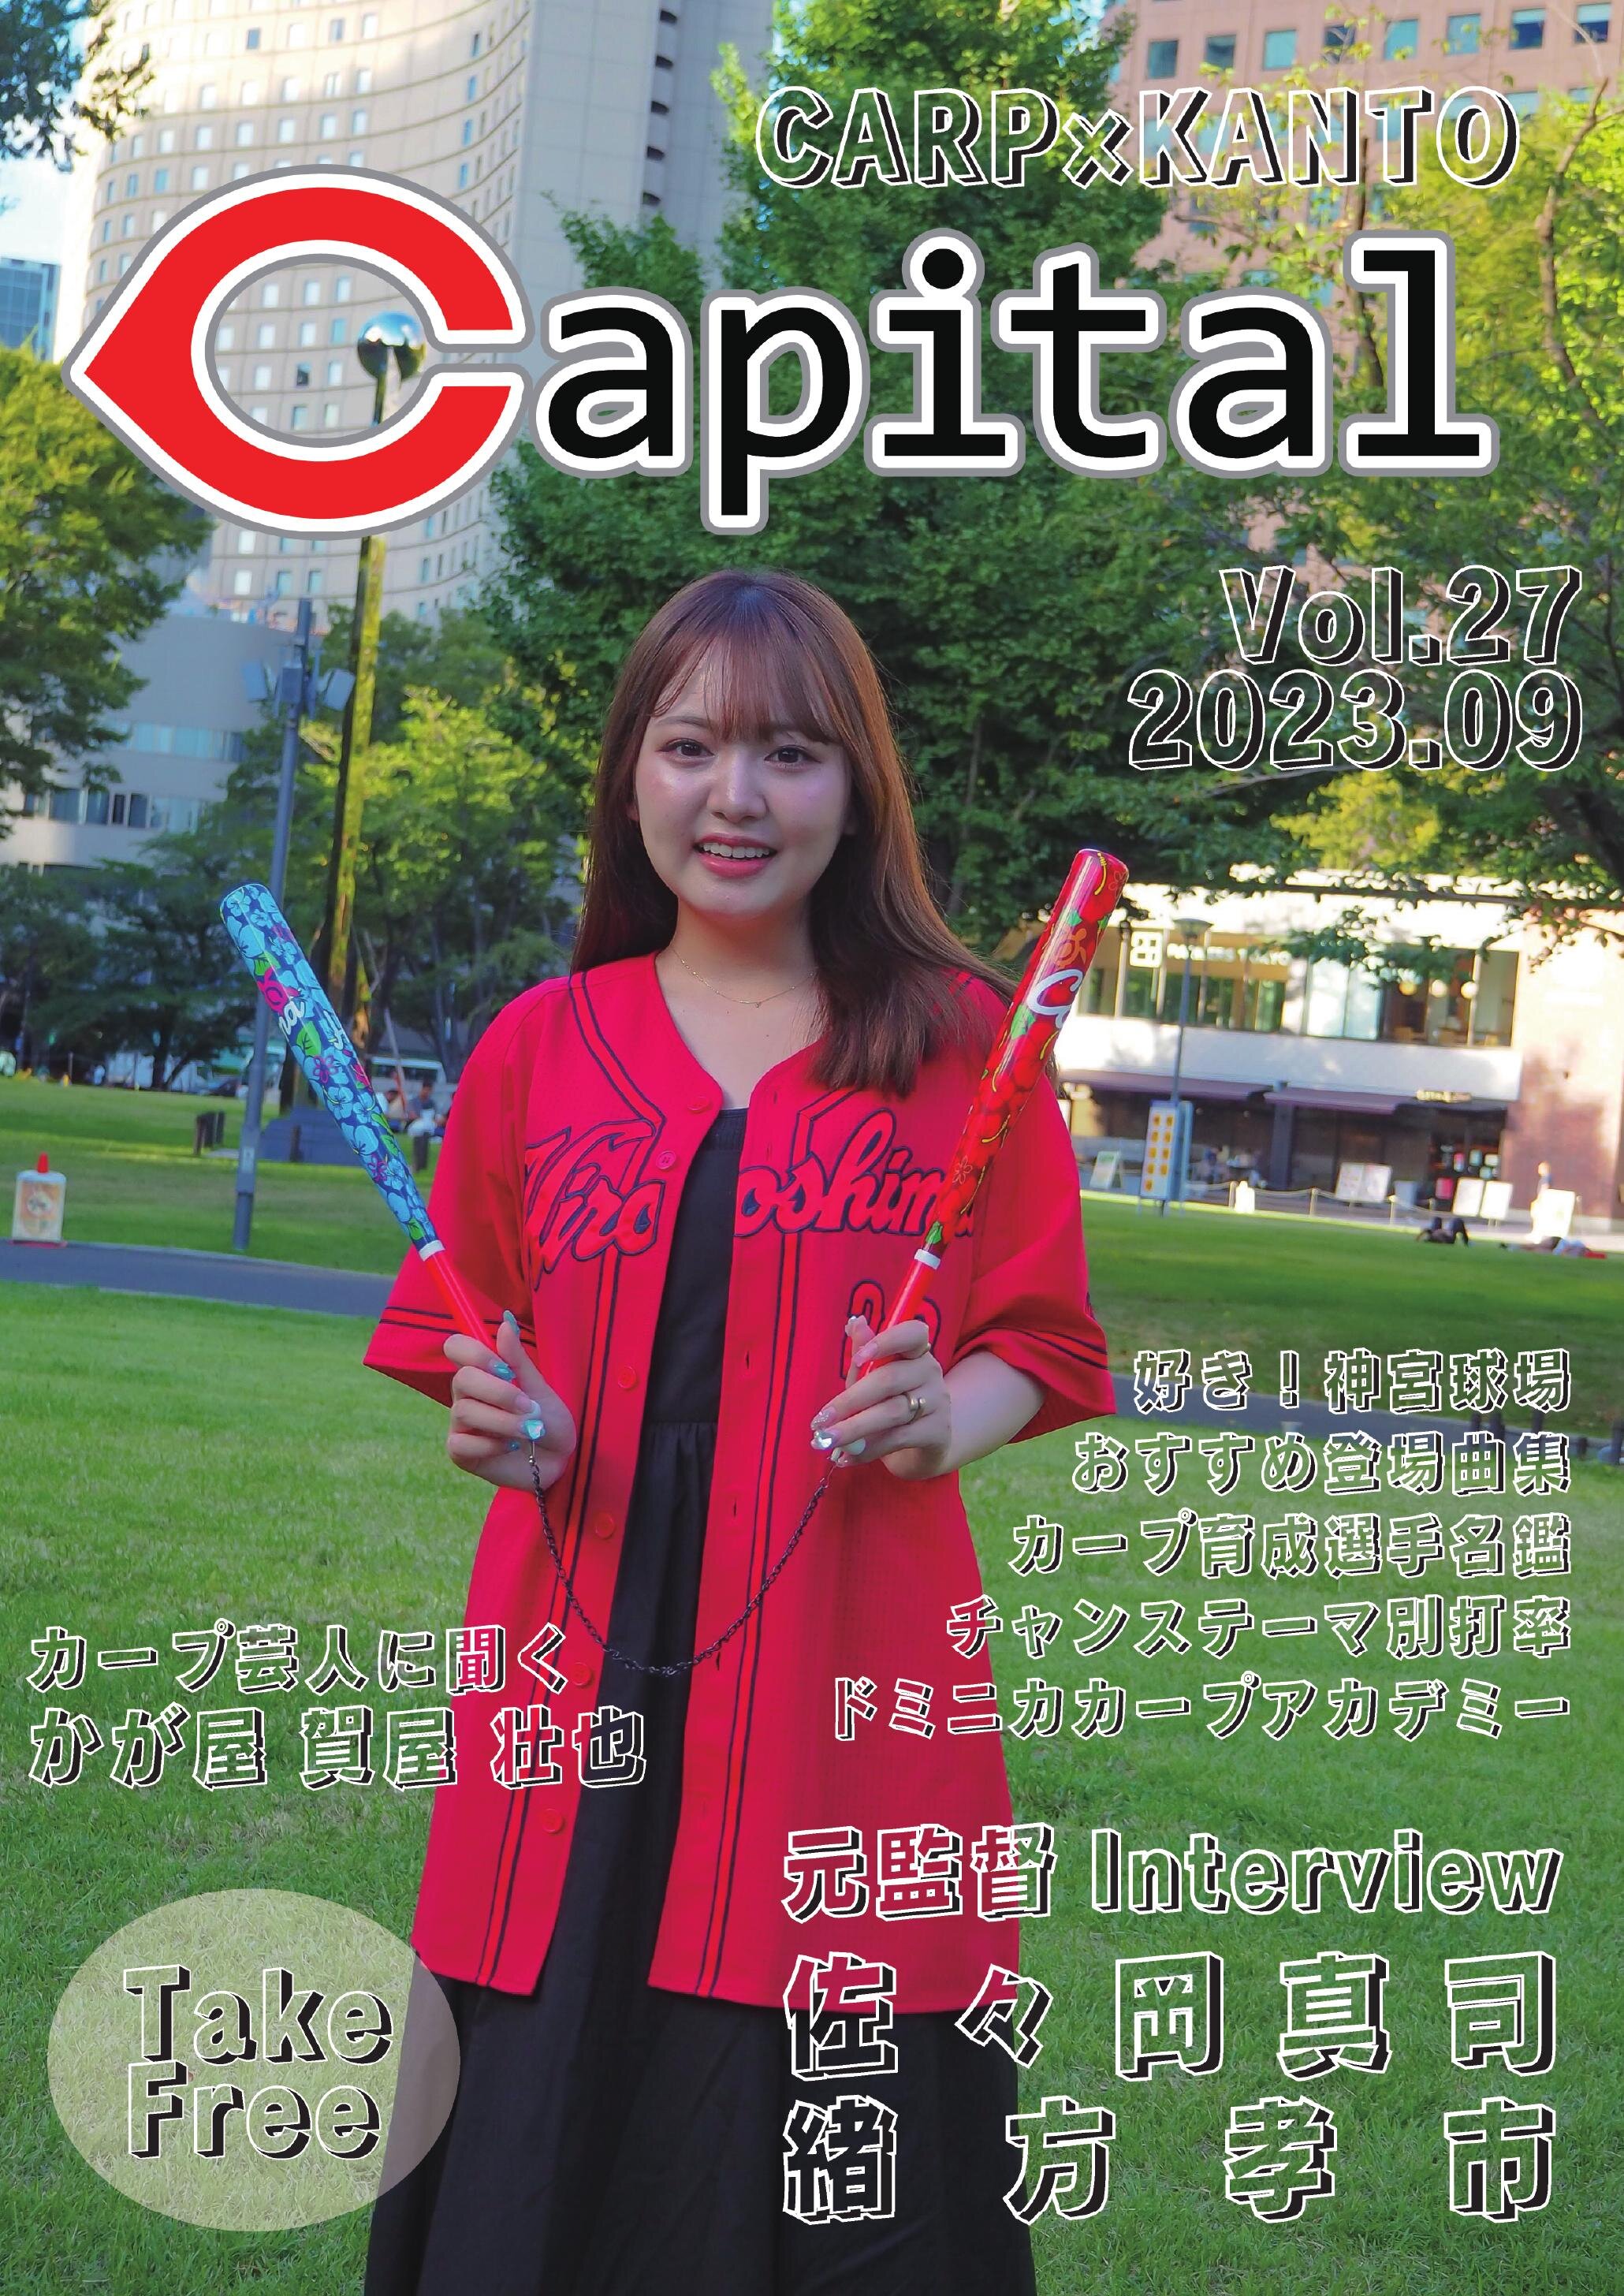 CARP×KANTO
Capital
Vol.27
2023.09
Hiroshima
好き！神宮球場
おすすめ登場曲集
カープ育成選手名鑑
チャンステーマ別打率
ドミニカカープアカデミー
カープ芸人に聞く
かが屋 賀屋 壮也
元監督 Interview
佐々岡真司
緒方孝市
Take
Free